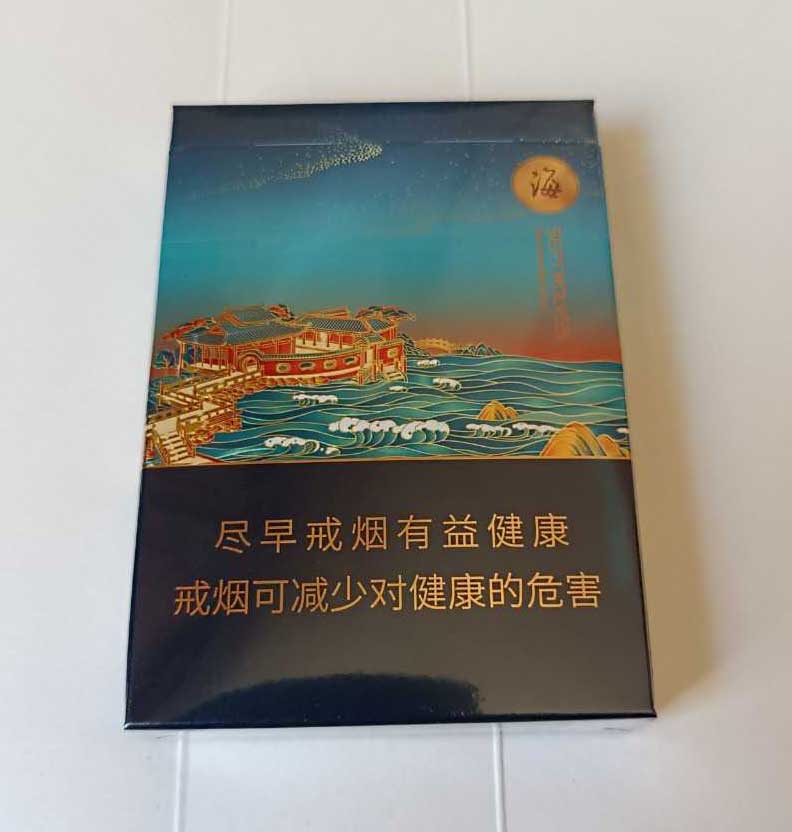 海
尽早戒烟有益健康
戒烟可减少对健康的危害